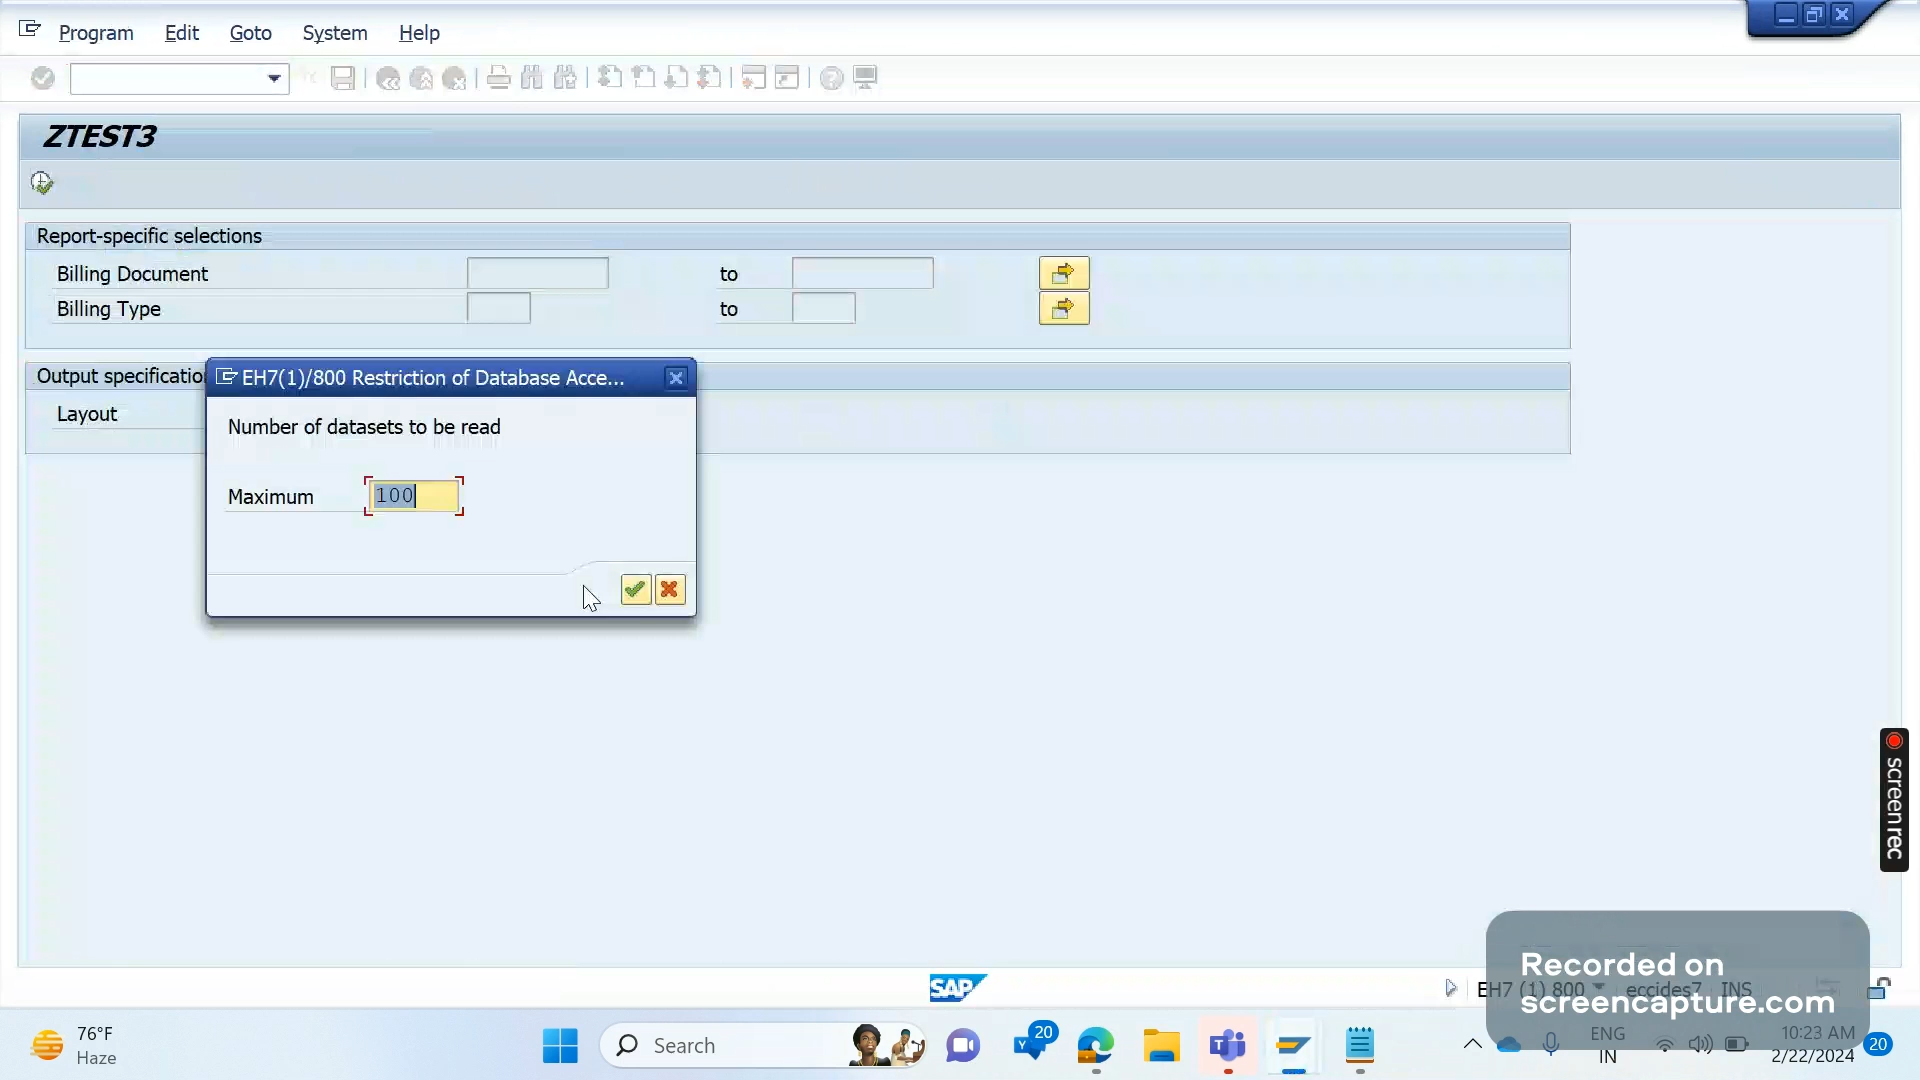 Program Edit Goto System Help
ZTEST3
Report-specific selections
Billing Document to
Billing Type to
Output specificatio
Layout
EH7(1)/800 Restriction of Database Acce...
Number of datasets to be read
Maximum 100
screenrec
SAP
EH7 (1) 800 eccides7 INS
Recorded on
screencapture.com
76°F
Haze
Search
20
T
ENG
IN
10:23 AM
2/22/2024
20